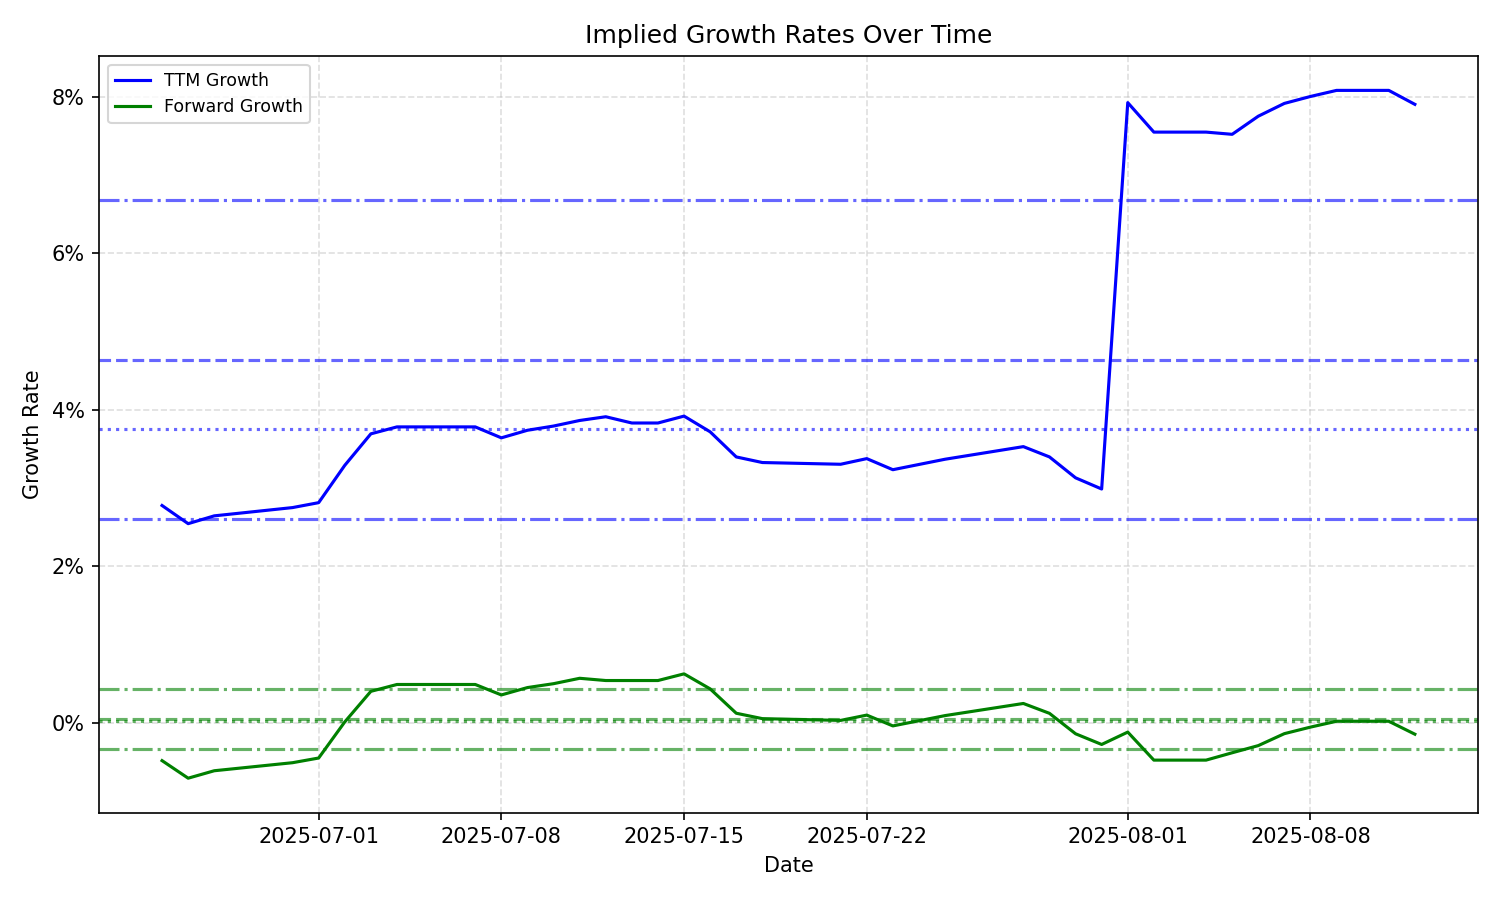 Implied Growth Rates Over Time
TTM Growth
Forward Growth
8%
6%
4%
2%
0%
Growth Rate
2025-07-01
2025-07-08
2025-07-15
2025-07-22
2025-08-01
2025-08-08
Date